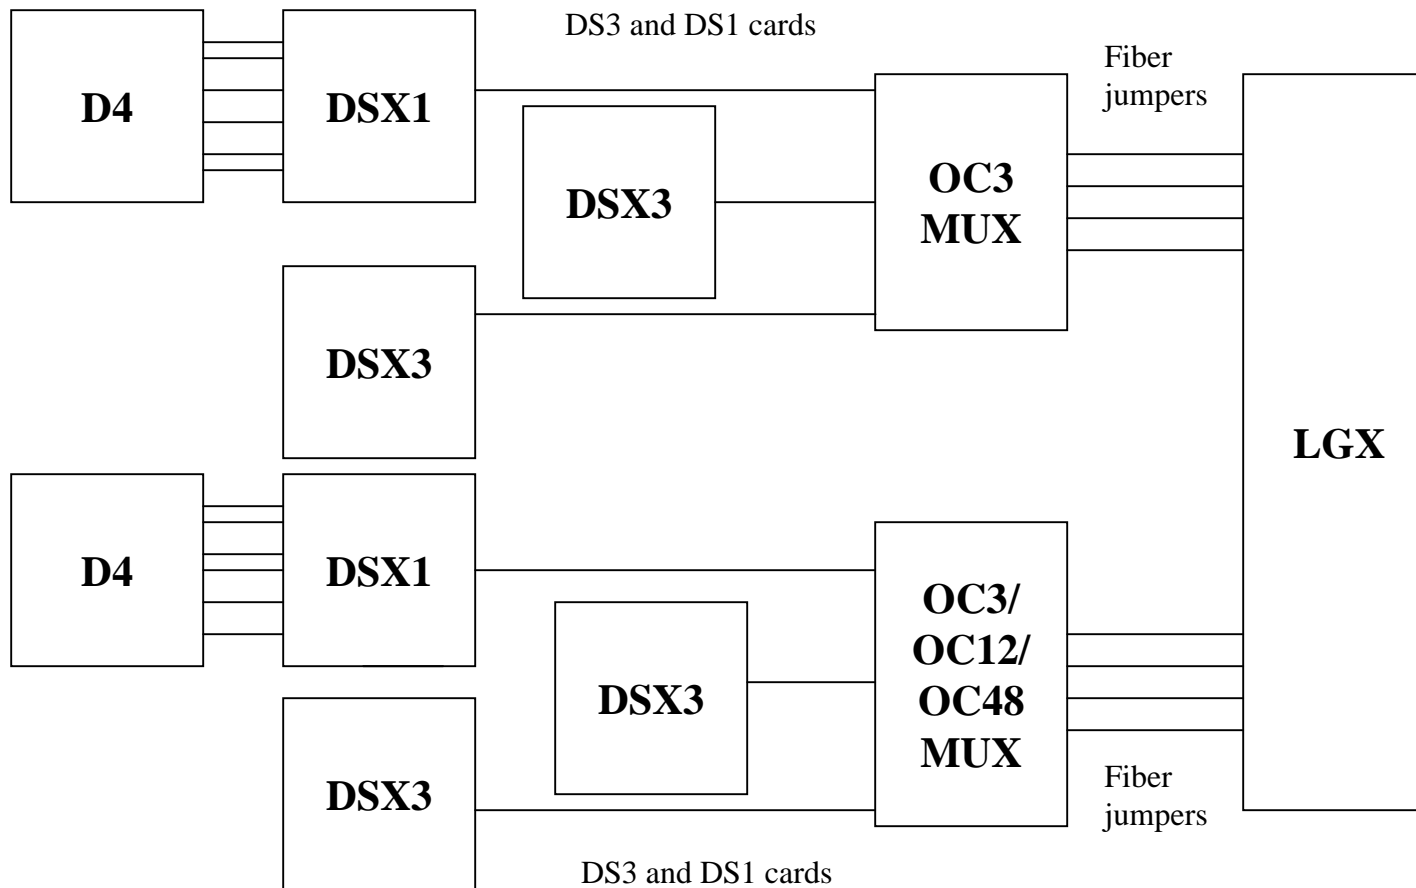 DS3 and DS1 cards
Fiber
jumpers
D4
DSX1
DSX3
OC3
MUX
DSX3
LGX
D4
DSX1
OC3/
OC12/
OC48
MUX
DSX3
DSX3
Fiber
jumpers
DS3 and DS1 cards